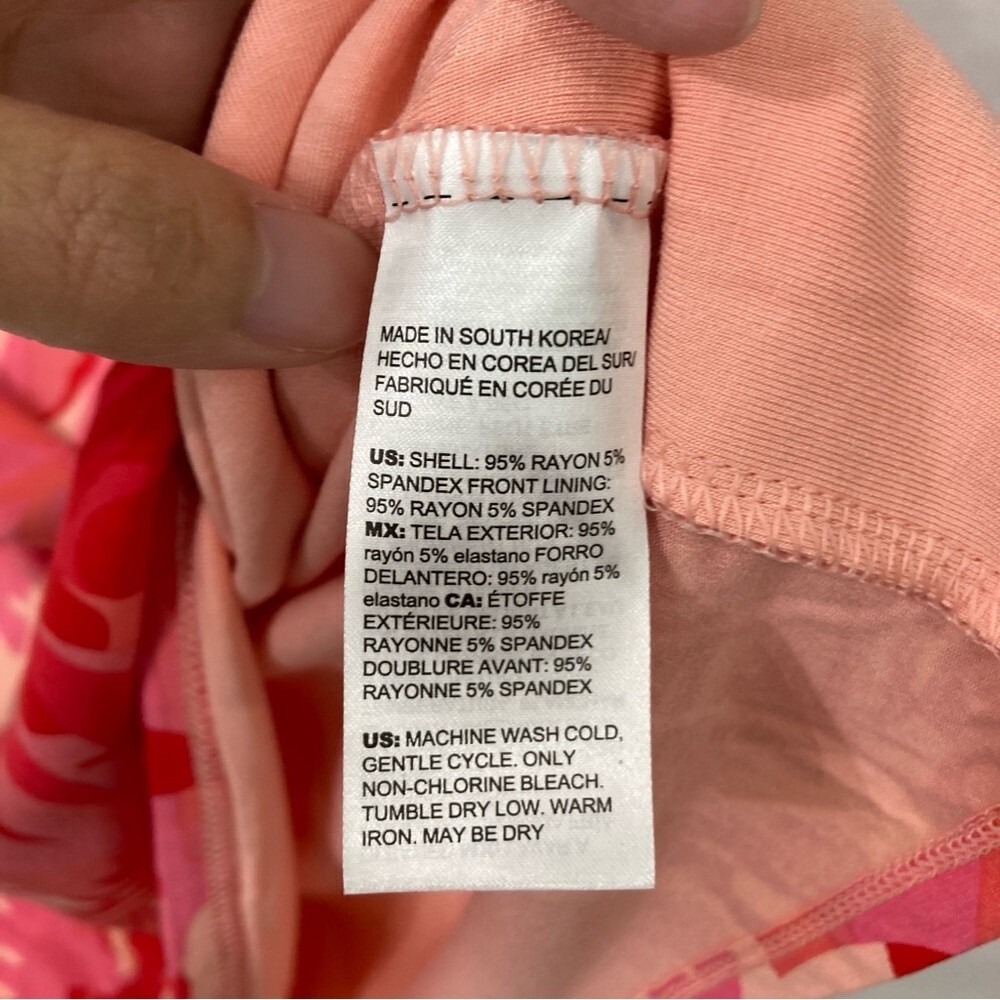 MADE IN SOUTH KOREA/
HECHO EN COREA DEL SUR/
FABRIQUÉ EN CORÉE DU
SUD
US: SHELL: 95% RAYON 5%
SPANDEX FRONT LINING:
95% RAYON 5% SPANDEX
MX: TELA EXTERIOR: 95%
rayón 5% elastano FORRO
DELANTERO: 95% rayón 5%
elastano CA: ÉTOFFE
EXTÉRIEURE: 95%
RAYONNE 5% SPANDEX
DOUBLURE AVANT: 95%
RAYONNE 5% SPANDEX
US: MACHINE WASH COLD,
GENTLE CYCLE. ONLY
NON-CHLORINE BLEACH.
TUMBLE DRY LOW. WARM
IRON. MAY BE DRY